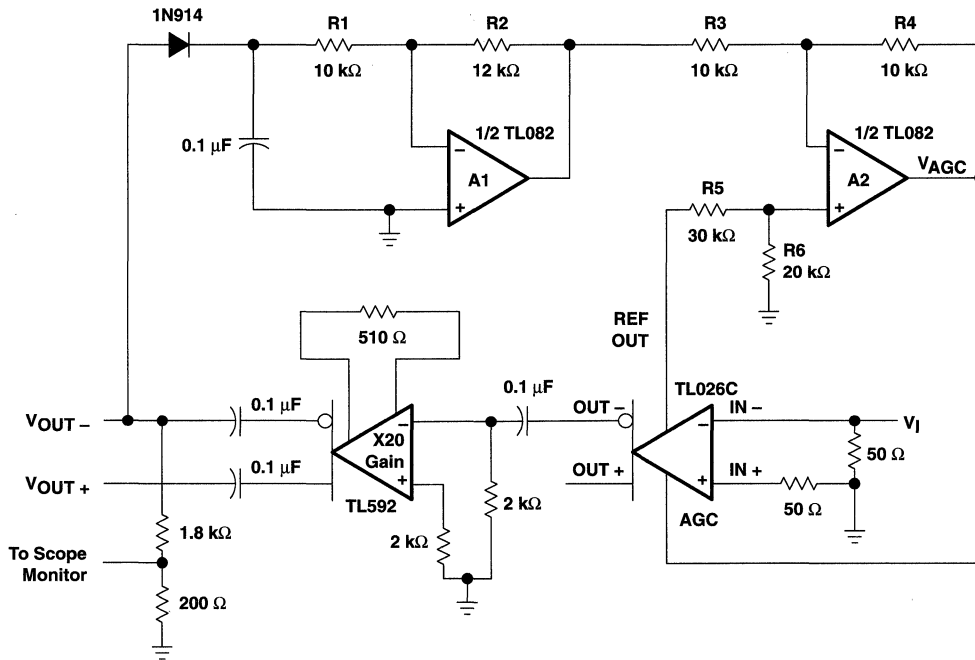 1N914
R1
R2
R3
R4
10 kΩ
12 kΩ
10 kΩ
10 kΩ
0.1 µF
1/2 TL082
1/2 TL082
−
A1
+
−
A2
+
VAGC
R5
30 kΩ
R6
20 kΩ
510 Ω
REF
OUT
0.1 µF
TL026C
VOUT −
0.1 µF
OUT −
IN −
VI
−
X20
Gain
+
−
+
50 Ω
VOUT +
0.1 µF
TL592
OUT +
IN +
50 Ω
AGC
2 kΩ
2 kΩ
1.8 kΩ
To Scope
Monitor
200 Ω